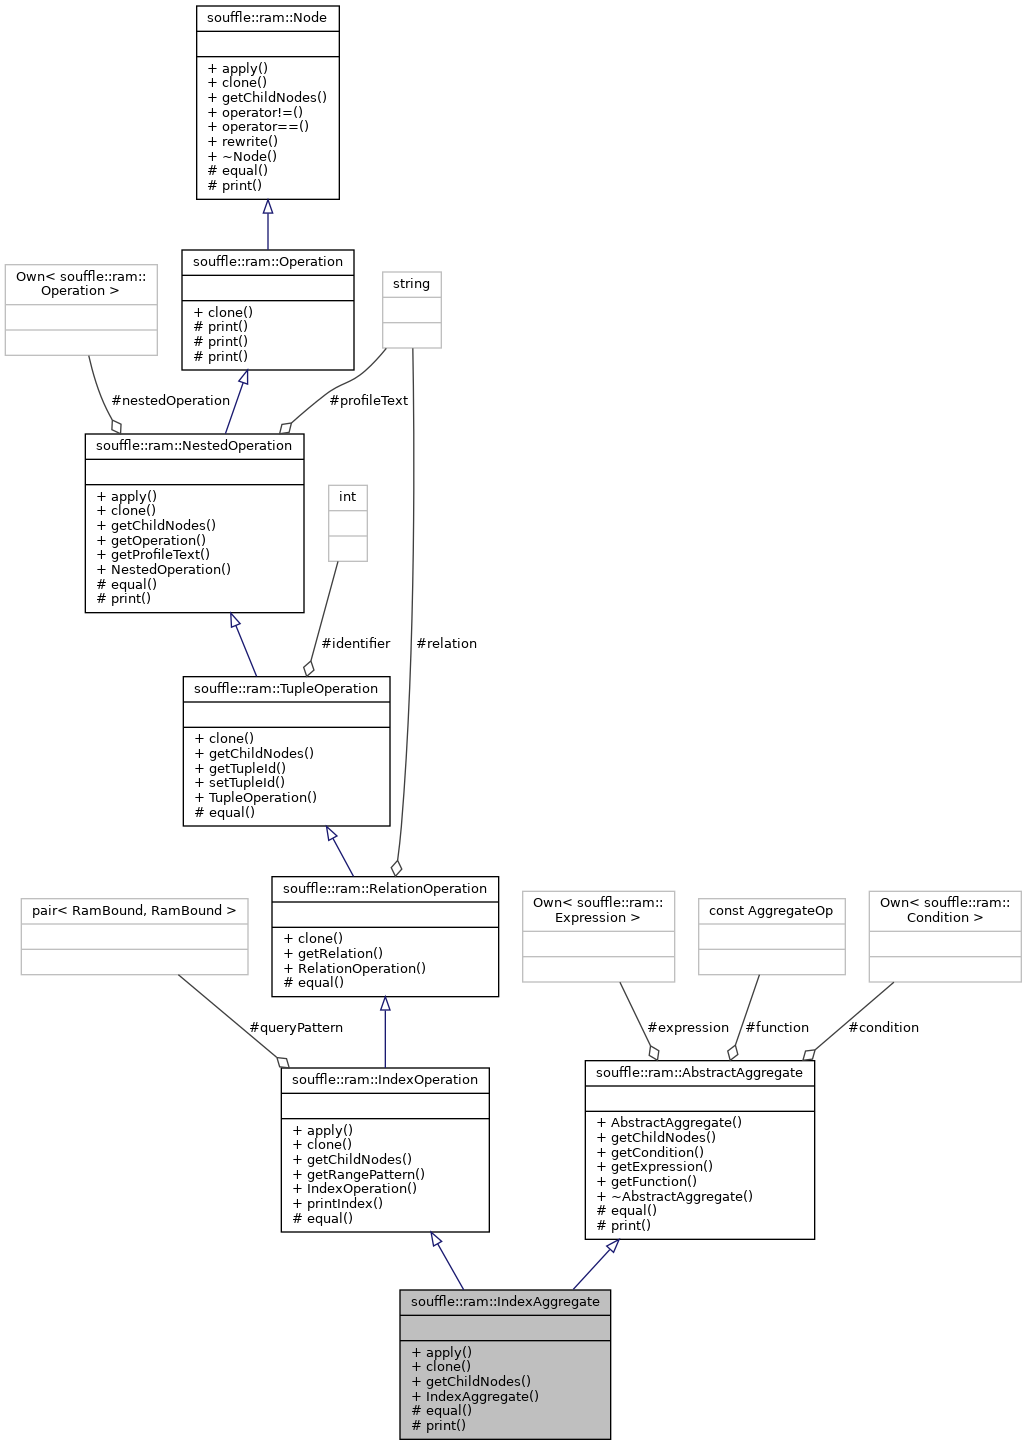 souffle::ram::Node
+ apply()
+ clone()
+ getChildNodes()
+ operator!=()
+ operator==()
+ rewrite()
+ ~Node()
# equal()
# print()
Own< souffle::ram::
Operation >
souffle::ram::Operation
+ clone()
# print()
# print()
# print()
string
#nestedOperation
#profileText
souffle::ram::NestedOperation
+ apply()
+ clone()
+ getChildNodes()
+ getOperation()
+ getProfileText()
+ NestedOperation()
# equal()
# print()
int
#identifier
#relation
souffle::ram::TupleOperation
+ clone()
+ getChildNodes()
+ getTupleId()
+ setTupleId()
+ TupleOperation()
# equal()
pair< RamBound, RamBound >
souffle::ram::RelationOperation
+ clone()
+ getRelation()
+ RelationOperation()
# equal()
Own< souffle::ram::
Expression >
const AggregateOp
Own< souffle::ram::
Condition >
#queryPattern
#expression
#function
#condition
souffle::ram::IndexOperation
+ apply()
+ clone()
+ getChildNodes()
+ getRangePattern()
+ IndexOperation()
+ printIndex()
# equal()
souffle::ram::AbstractAggregate
+ AbstractAggregate()
+ getChildNodes()
+ getCondition()
+ getExpression()
+ getFunction()
+ ~AbstractAggregate()
# equal()
# print()
souffle::ram::IndexAggregate
+ apply()
+ clone()
+ getChildNodes()
+ IndexAggregate()
# equal()
# print()